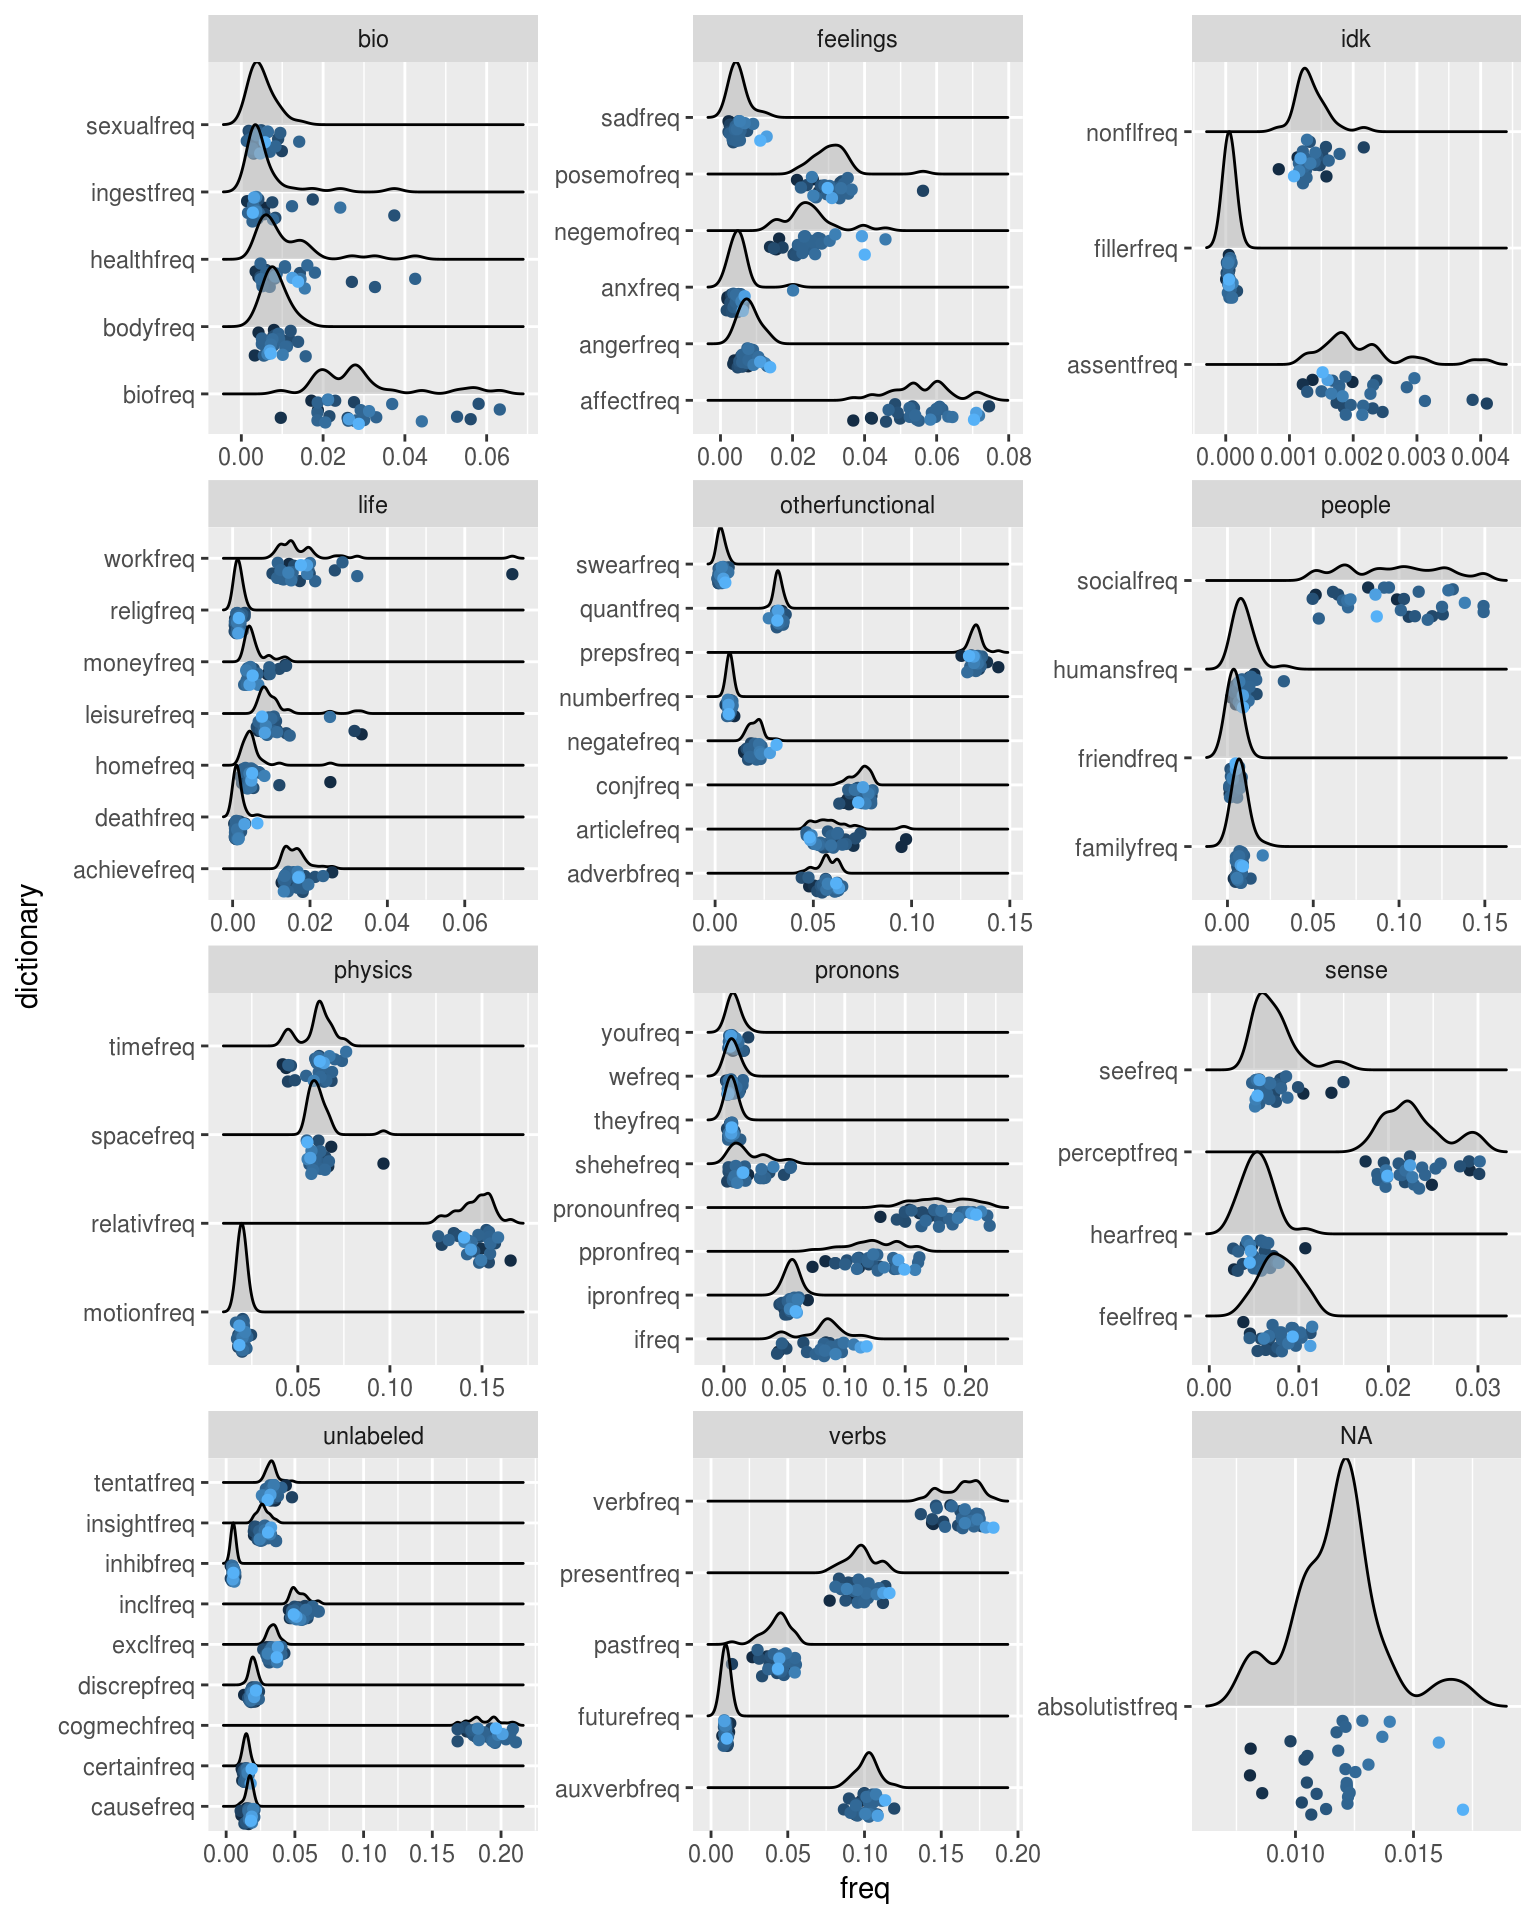 bio
feelings
idk
sexualfreq
ingestfreq
healthfreq
bodyfreq
biofreq
0.00 0.02 0.04 0.06
sadfreq
posemofreq
negemofreq
anxfreq
angerfreq
affectfreq
0.00 0.02 0.04 0.06 0.08
nonflfreq
fillerfreq
assentfreq
0.000 0.001 0.002 0.003 0.004
life
otherfunctional
people
workfreq
religfreq
moneyfreq
leisurefreq
homefreq
deathfreq
achievefreq
0.00 0.02 0.04 0.06
swearfreq
quantfreq
prepsfreq
numberfreq
negatefreq
conjfreq
articlefreq
adverbfreq
0.00 0.05 0.10 0.15
socialfreq
humansfreq
friendfreq
familyfreq
0.00 0.05 0.10 0.15
dictionary
physics
pronons
sense
timefreq
spacefreq
relativfreq
motionfreq
0.05 0.10 0.15
youfreq
wefreq
theyfreq
shehefreq
pronounfreq
ppronfreq
ipronfreq
ifreq
0.00 0.05 0.10 0.15 0.20
seefreq
perceptfreq
hearfreq
feelfreq
0.00 0.01 0.02 0.03
unlabeled
verbs
NA
tentatfreq
insightfreq
inhibfreq
inclfreq
exclfreq
discrepfreq
cogmechfreq
certainfreq
causefreq
0.00 0.05 0.10 0.15 0.20
verbfreq
presentfreq
pastfreq
futurefreq
auxverbfreq
0.00 0.05 0.10 0.15 0.20
absolutistfreq
0.010 0.015
freq